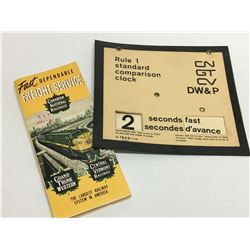 Fast DEPENDABLE
FREIGHT SERVICE
CANADIAN
NATIONAL
RAILWAYS
GRAND
TRUNK
WESTERN
CENTRAL
VERMONT
RAILWAY
THE LARGEST RAILWAY
SYSTEM IN AMERICA
Rule 1
standard
comparison
clock
CN
GT
CV
DW&P
2
seconds fast
secondes d'avance